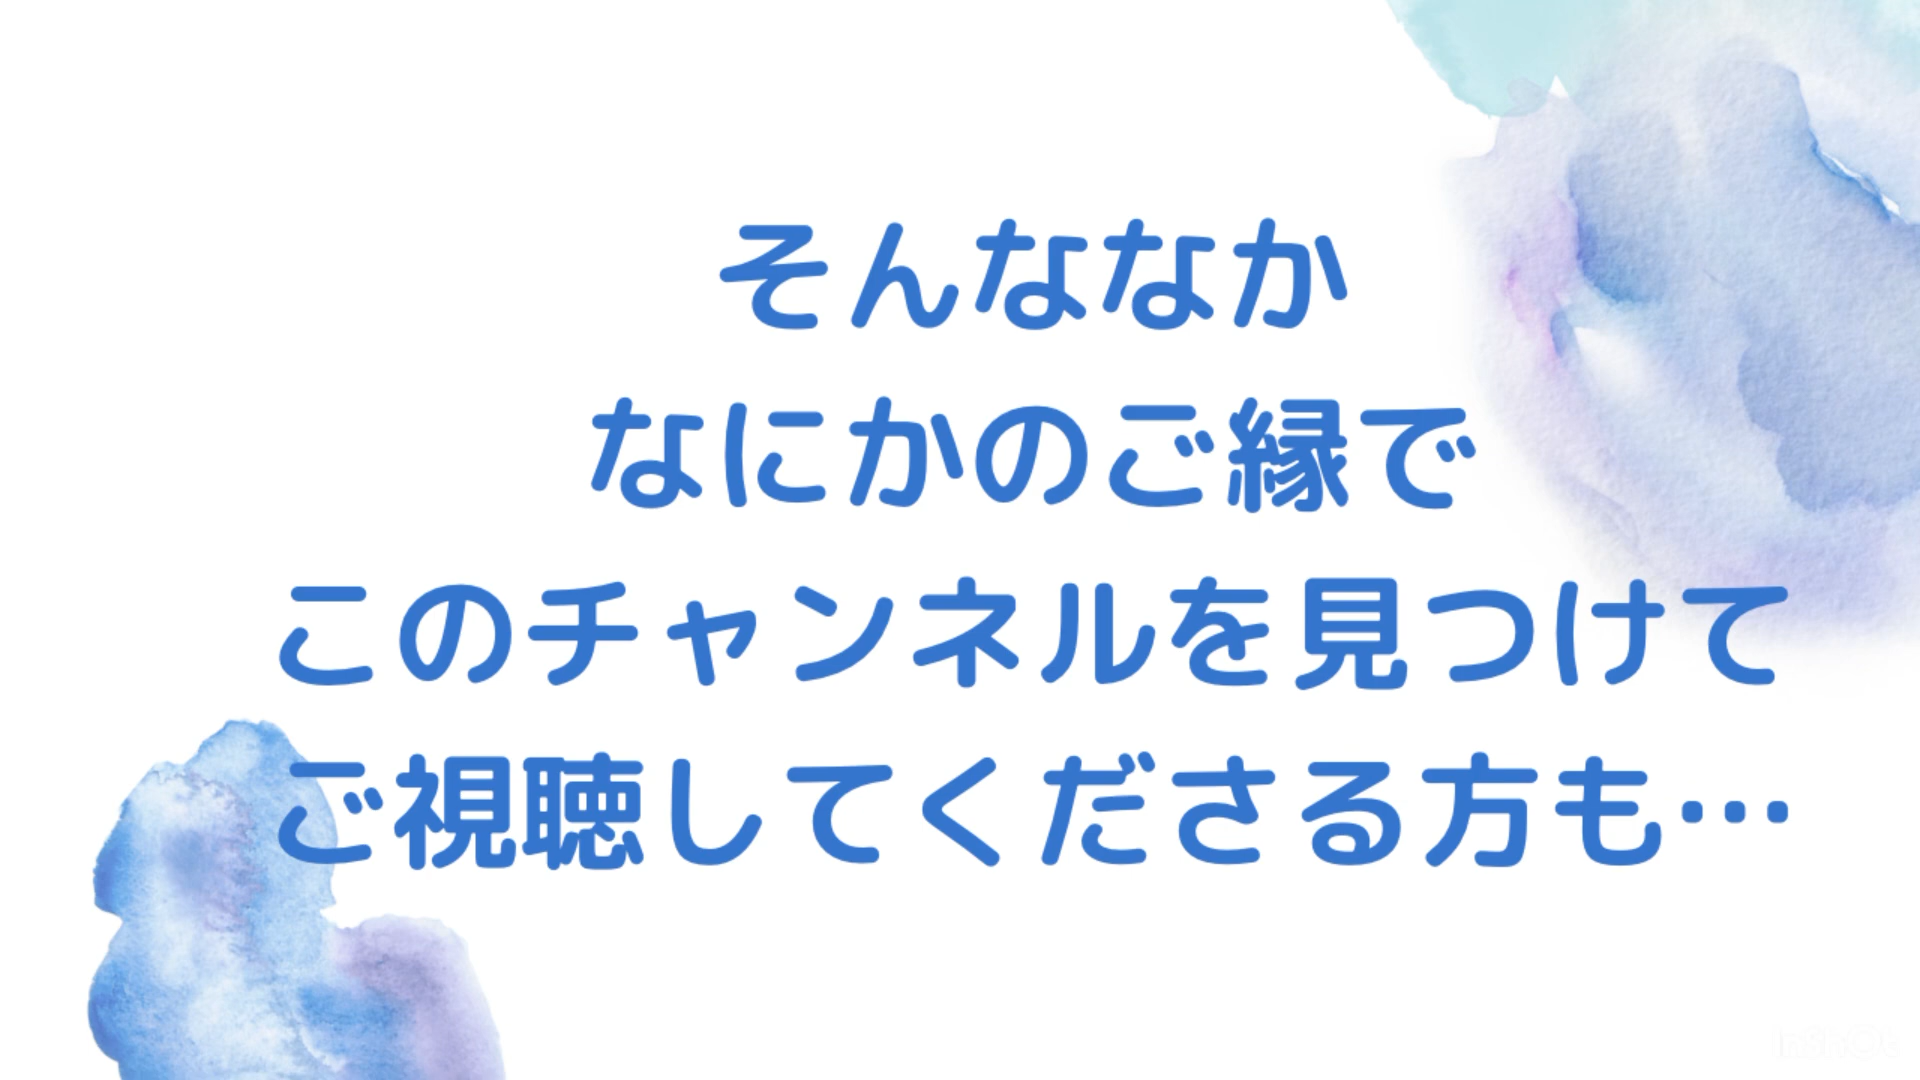 そんななか
なにかのご縁で
このチャンネルを見つけて
ご視聴してくださる方も…
InShOt